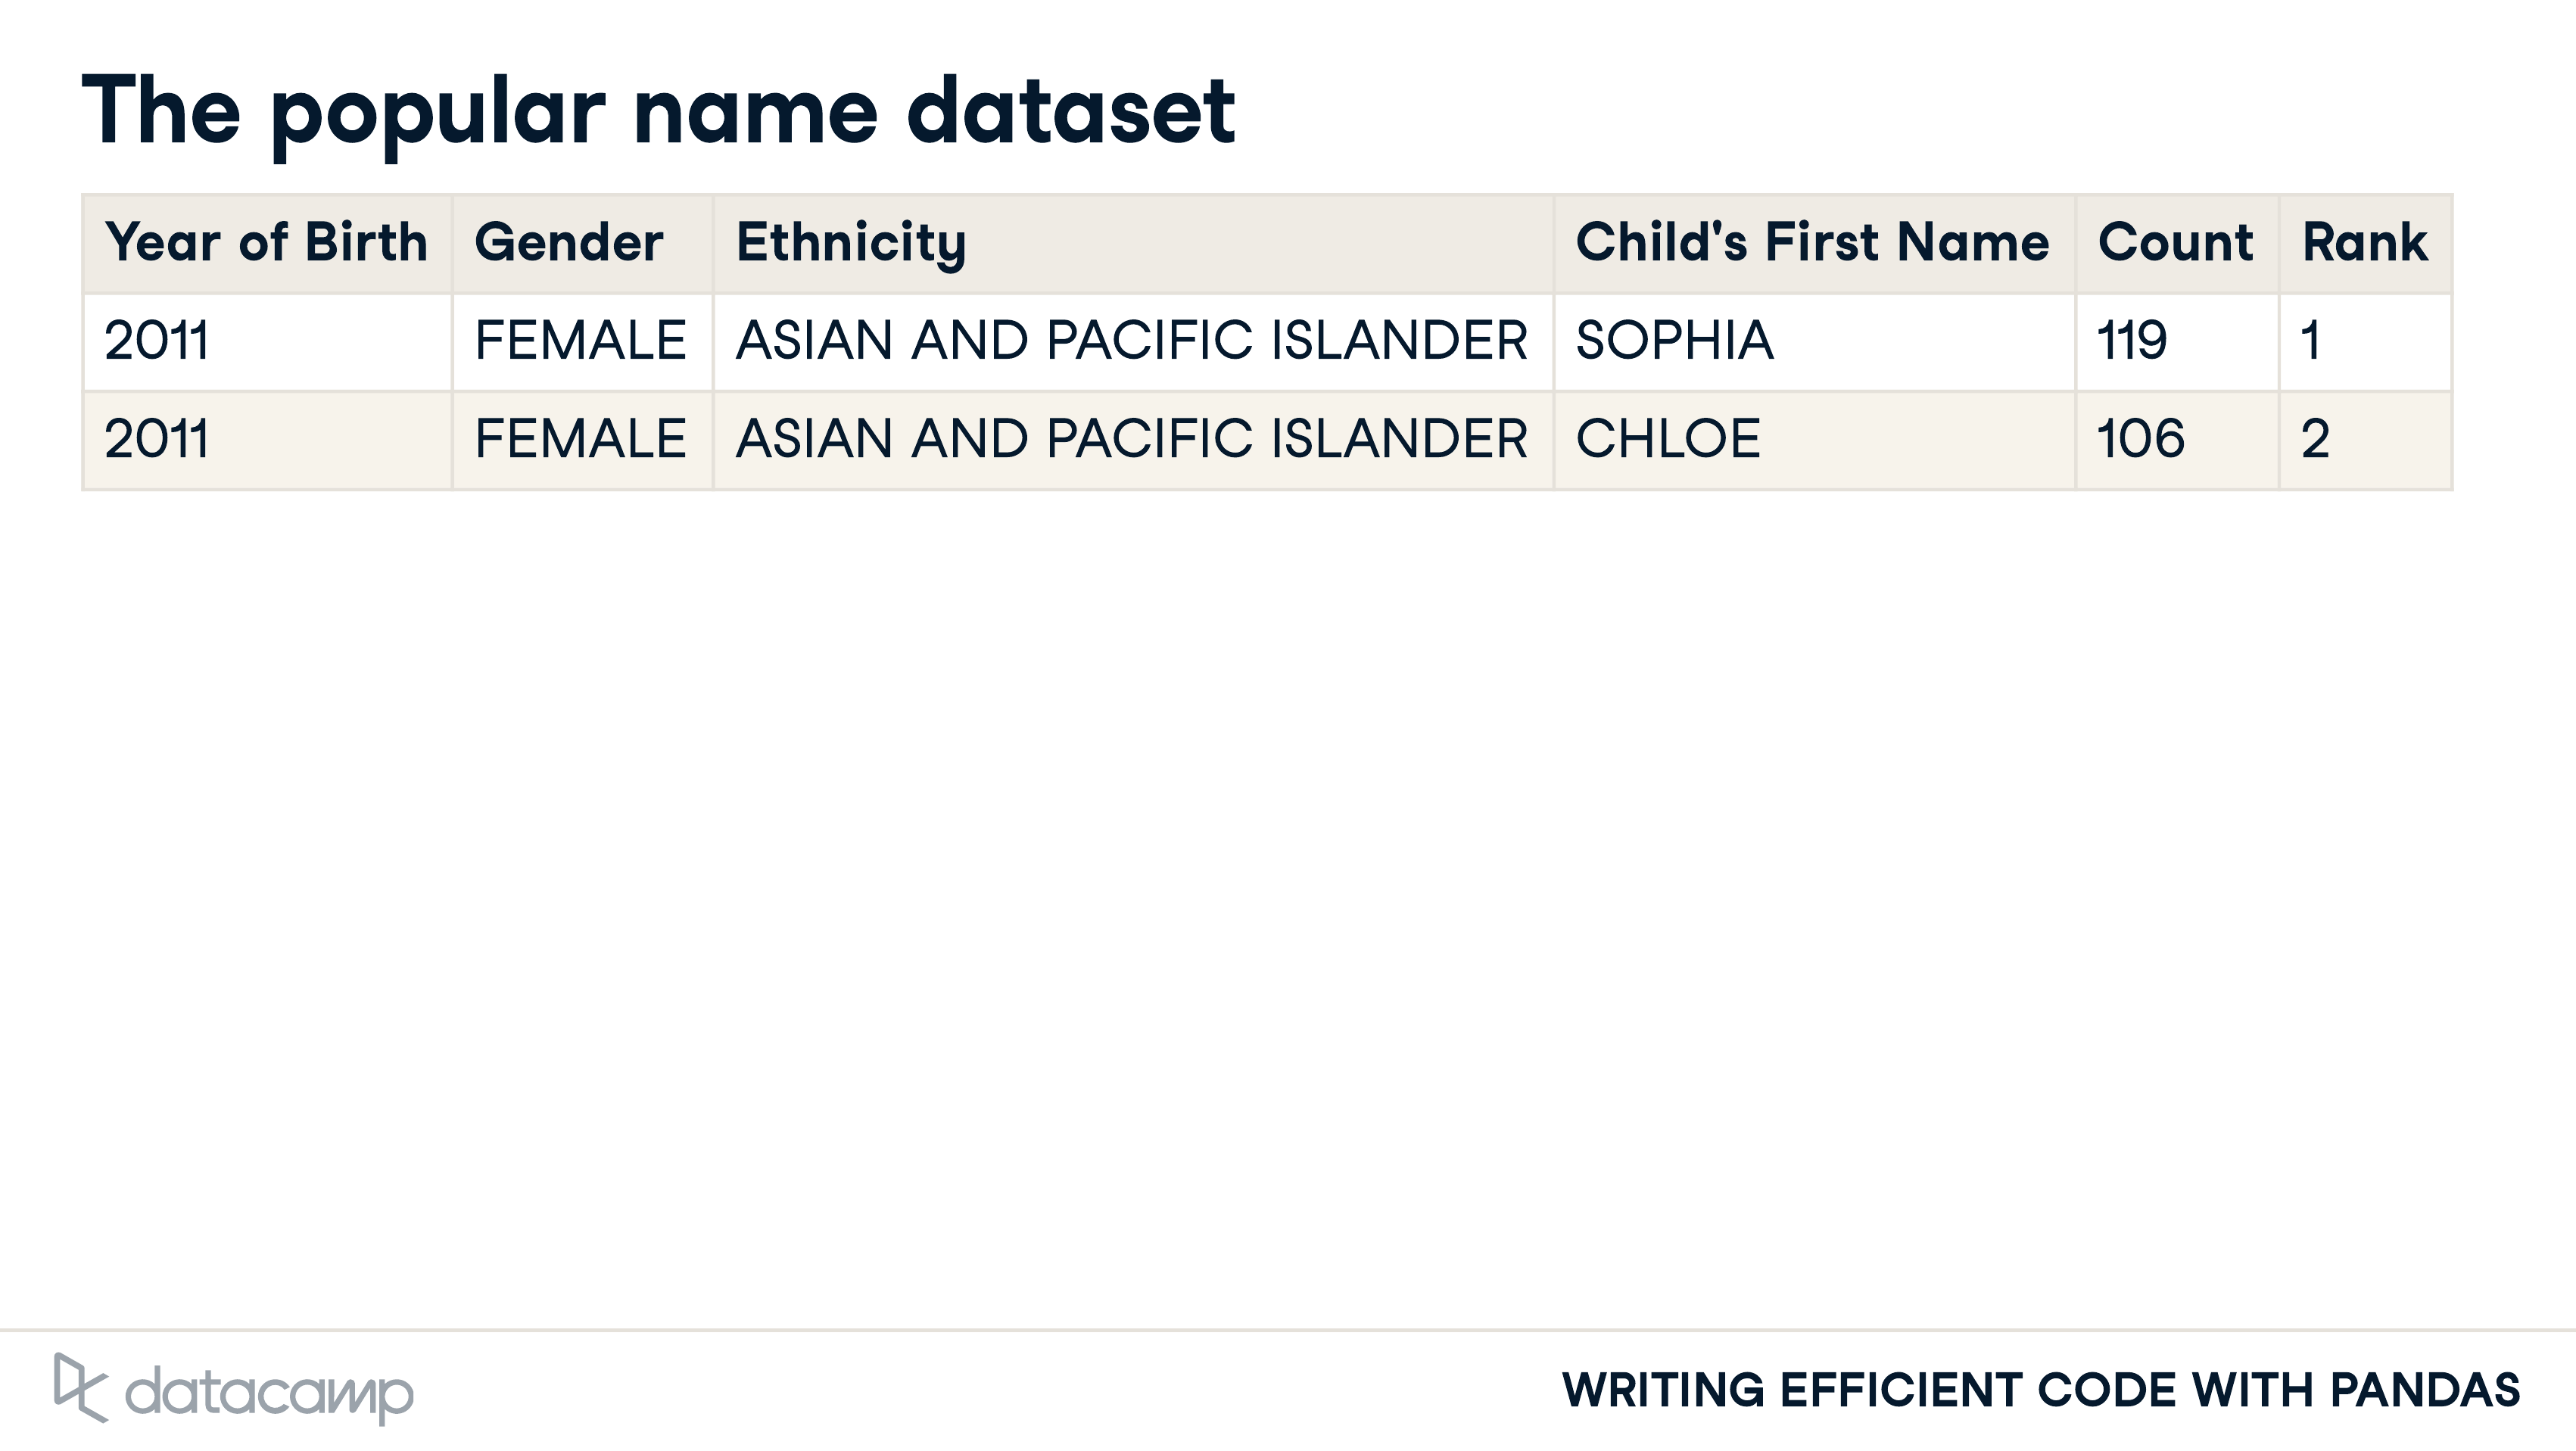 The popular name dataset
Year of Birth Gender Ethnicity Child's First Name Count Rank
2011 FEMALE ASIAN AND PACIFIC ISLANDER SOPHIA 119 1
2011 FEMALE ASIAN AND PACIFIC ISLANDER CHLOE 106 2
datacamp
WRITING EFFICIENT CODE WITH PANDAS